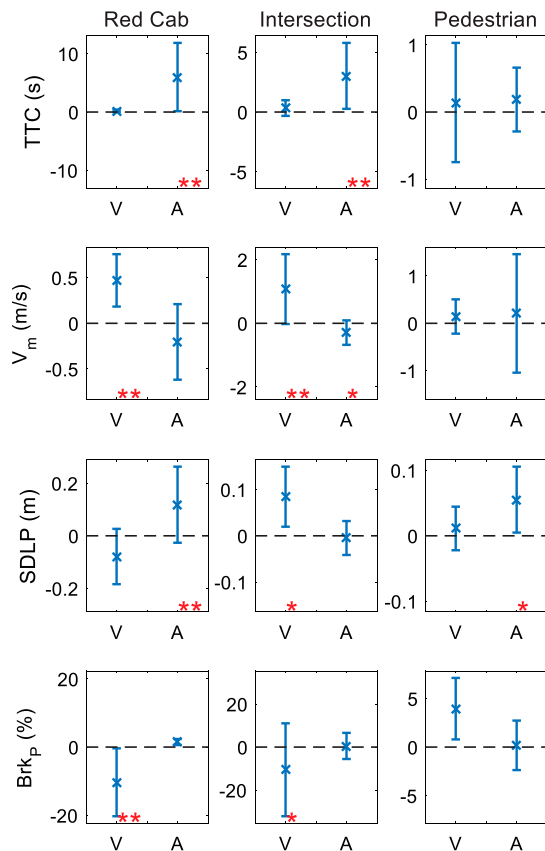 Red Cab Intersection Pedestrian
TTC (s)
10
0
-10
V A
**
5
0
-5
V A
**
1
0
-1
V A
V_m (m/s)
0.5
0
-0.5
V A
**
2
0
-2
V A
** *
1
0
-1
V A
SDLP (m)
0.2
0
-0.2
V A
**
0.1
0
-0.1
V A
*
0.1
0
-0.1
V A
*
Brk_P (%)
20
0
-20
V A
**
20
0
-20
V A
*
5
0
-5
V A